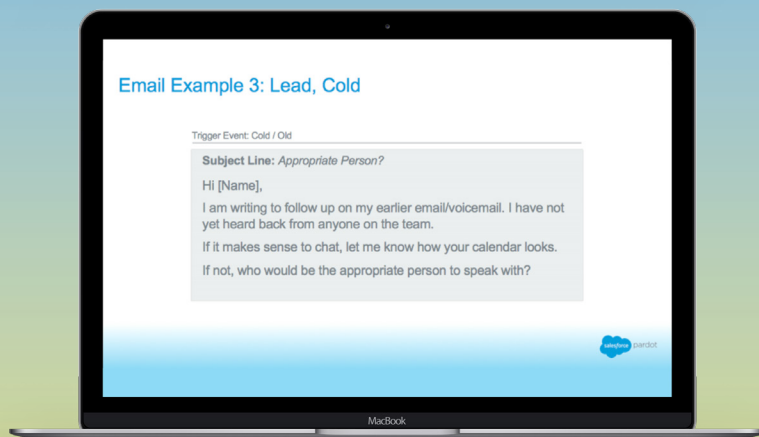 Email Example 3: Lead, Cold
Trigger Event: Cold / Old
Subject Line: Appropriate Person?
Hi [Name],
I am writing to follow up on my earlier email/voicemail. I have not
yet heard back from anyone on the team.
If it makes sense to chat, let me know how your calendar looks.
If not, who would be the appropriate person to speak with?
salesforce pardot
MacBook